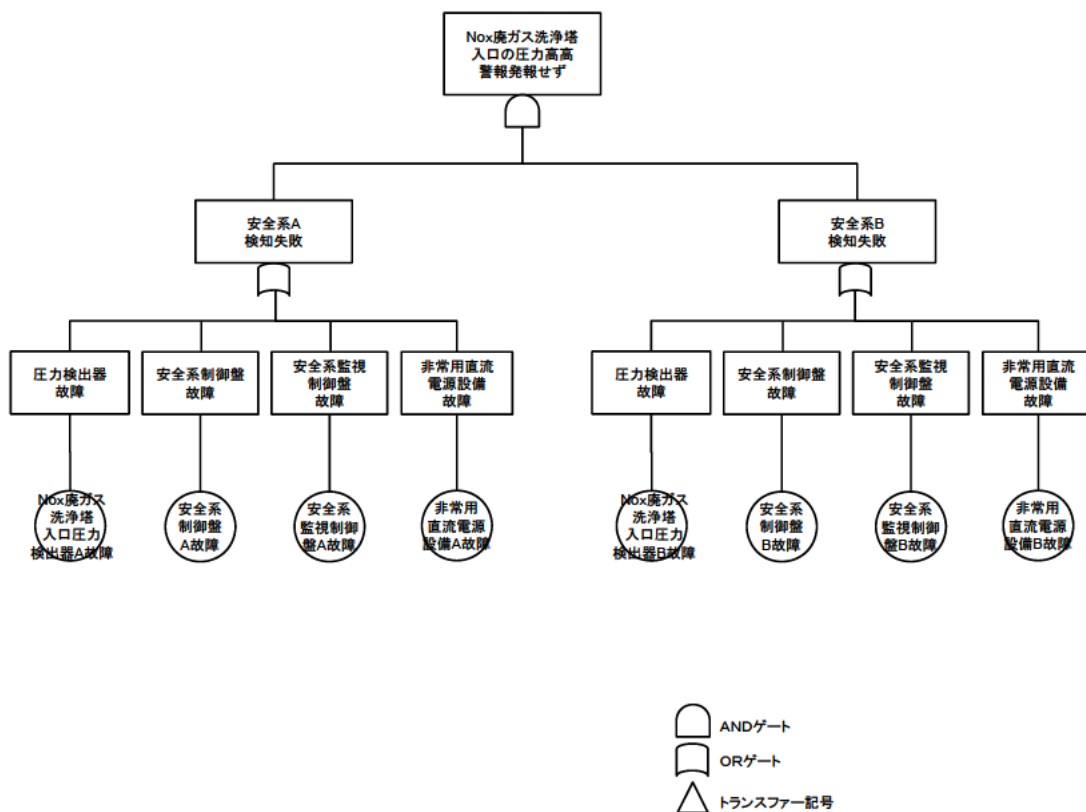 Nox廃ガス洗浄塔
入口の圧力高高
警報発報せず
安全系A
検知失敗
安全系B
検知失敗
圧力検出器
故障
安全系制御盤
故障
安全系監視
制御盤
故障
非常用直流
電源設備
故障
圧力検出器
故障
安全系制御盤
故障
安全系監視
制御盤
故障
非常用直流
電源設備
故障
Nox廃ガス
洗浄塔
入口圧力
検出器A故障
安全系
制御盤
A故障
安全系
監視制御
盤A故障
非常用
直流電源
設備A故障
Nox廃ガス
洗浄塔
入口圧力
検出器B故障
安全系
制御盤
B故障
安全系
監視制御
盤B故障
非常用
直流電源
設備B故障
ANDゲート
ORゲート
トランスファー記号